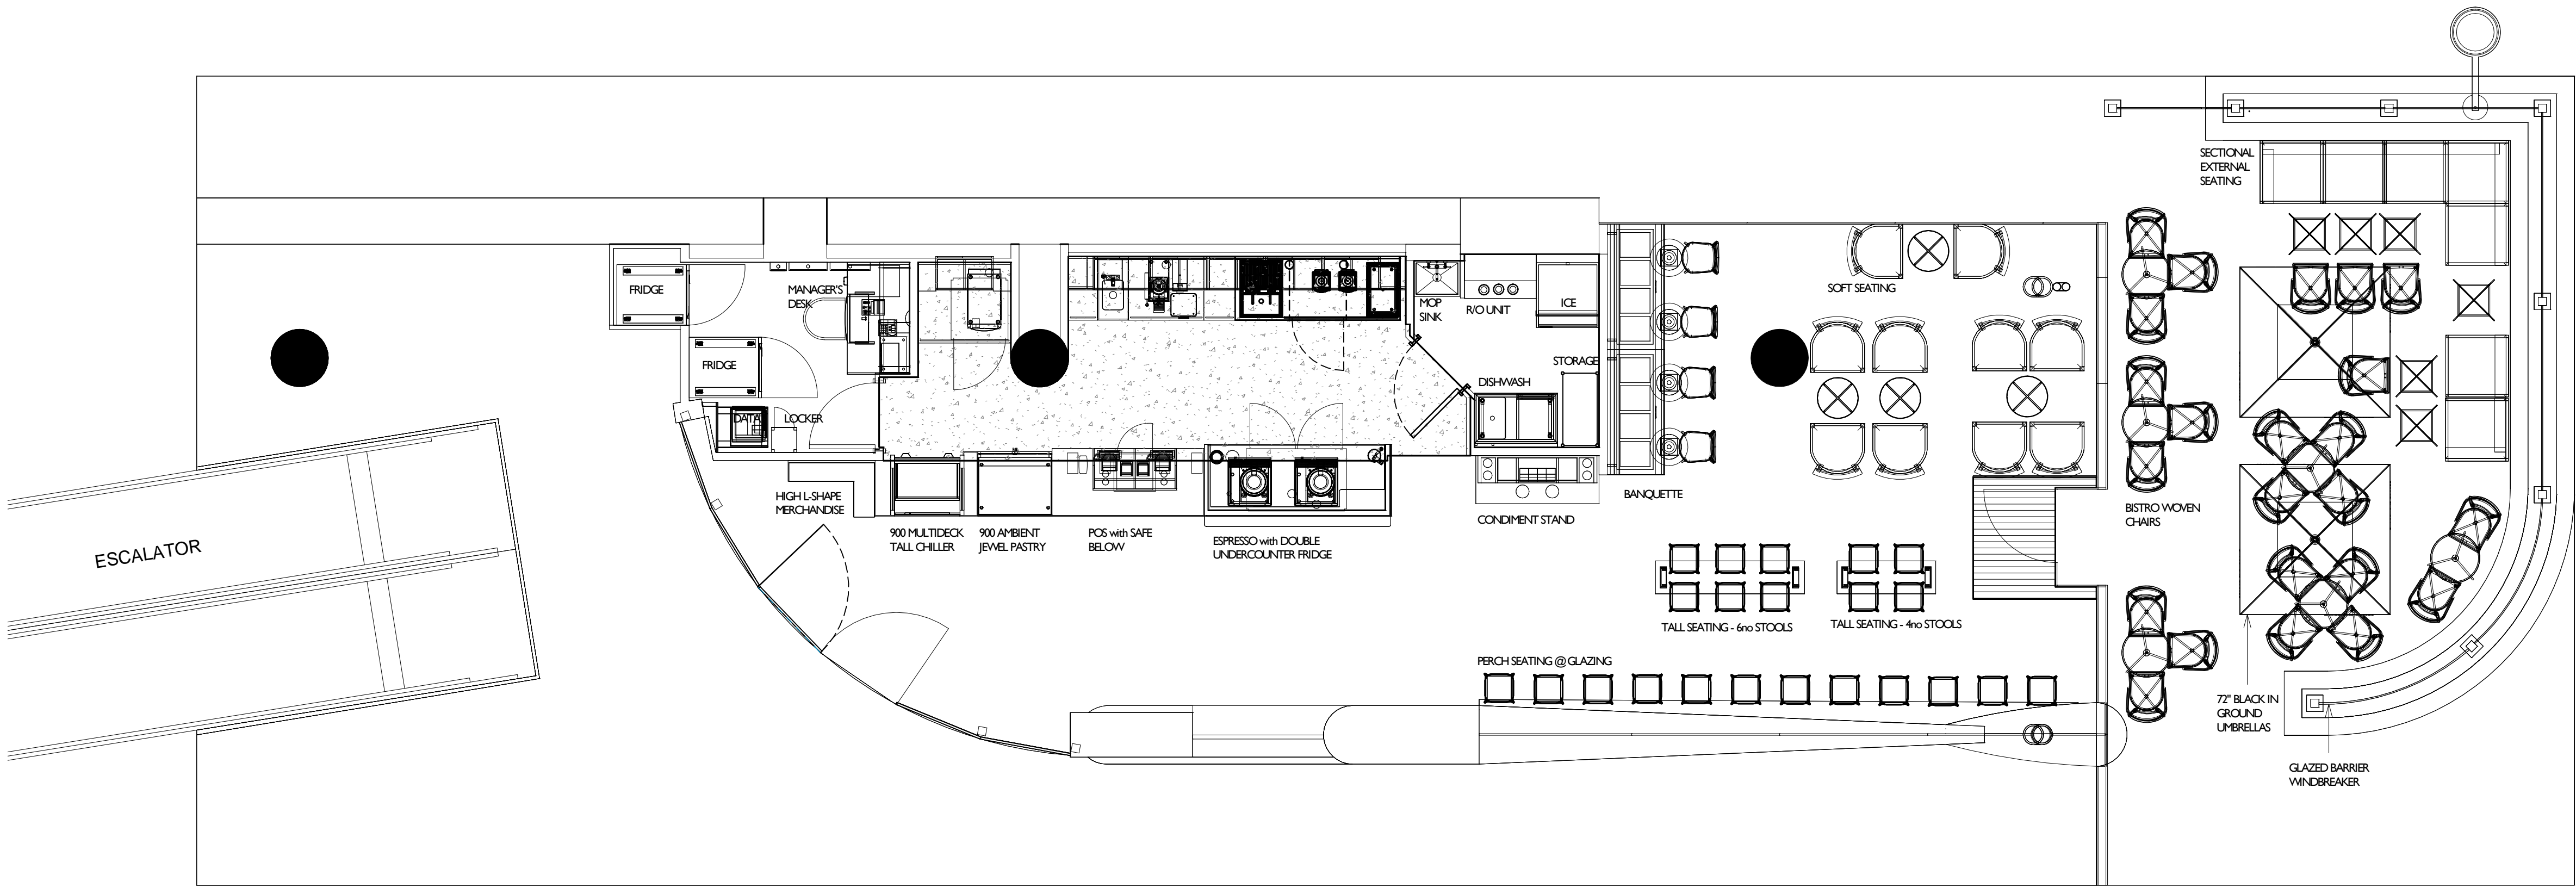 SECTIONAL
EXTERNAL
SEATING
FRIDGE
MANAGER'S
DESK
MOP
SINK
R/O UNIT
ICE
SOFT SEATING
FRIDGE
STORAGE
DISHWASH
DATA
LOCKER
HIGH L-SHAPE
MERCHANDISE
900 MULTIDECK
TALL CHILLER
900 AMBIENT
JEWEL PASTRY
POS with SAFE
BELOW
ESPRESSO with DOUBLE
UNDERCOUNTER FRIDGE
CONDIMENT STAND
BANQUETTE
BISTRO WOVEN
CHAIRS
ESCALATOR
TALL SEATING - 6no STOOLS
TALL SEATING - 4no STOOLS
PERCH SEATING @ GLAZING
72" BLACK IN
GROUND
UMBRELLAS
GLAZED BARRIER
WINDBREAKER